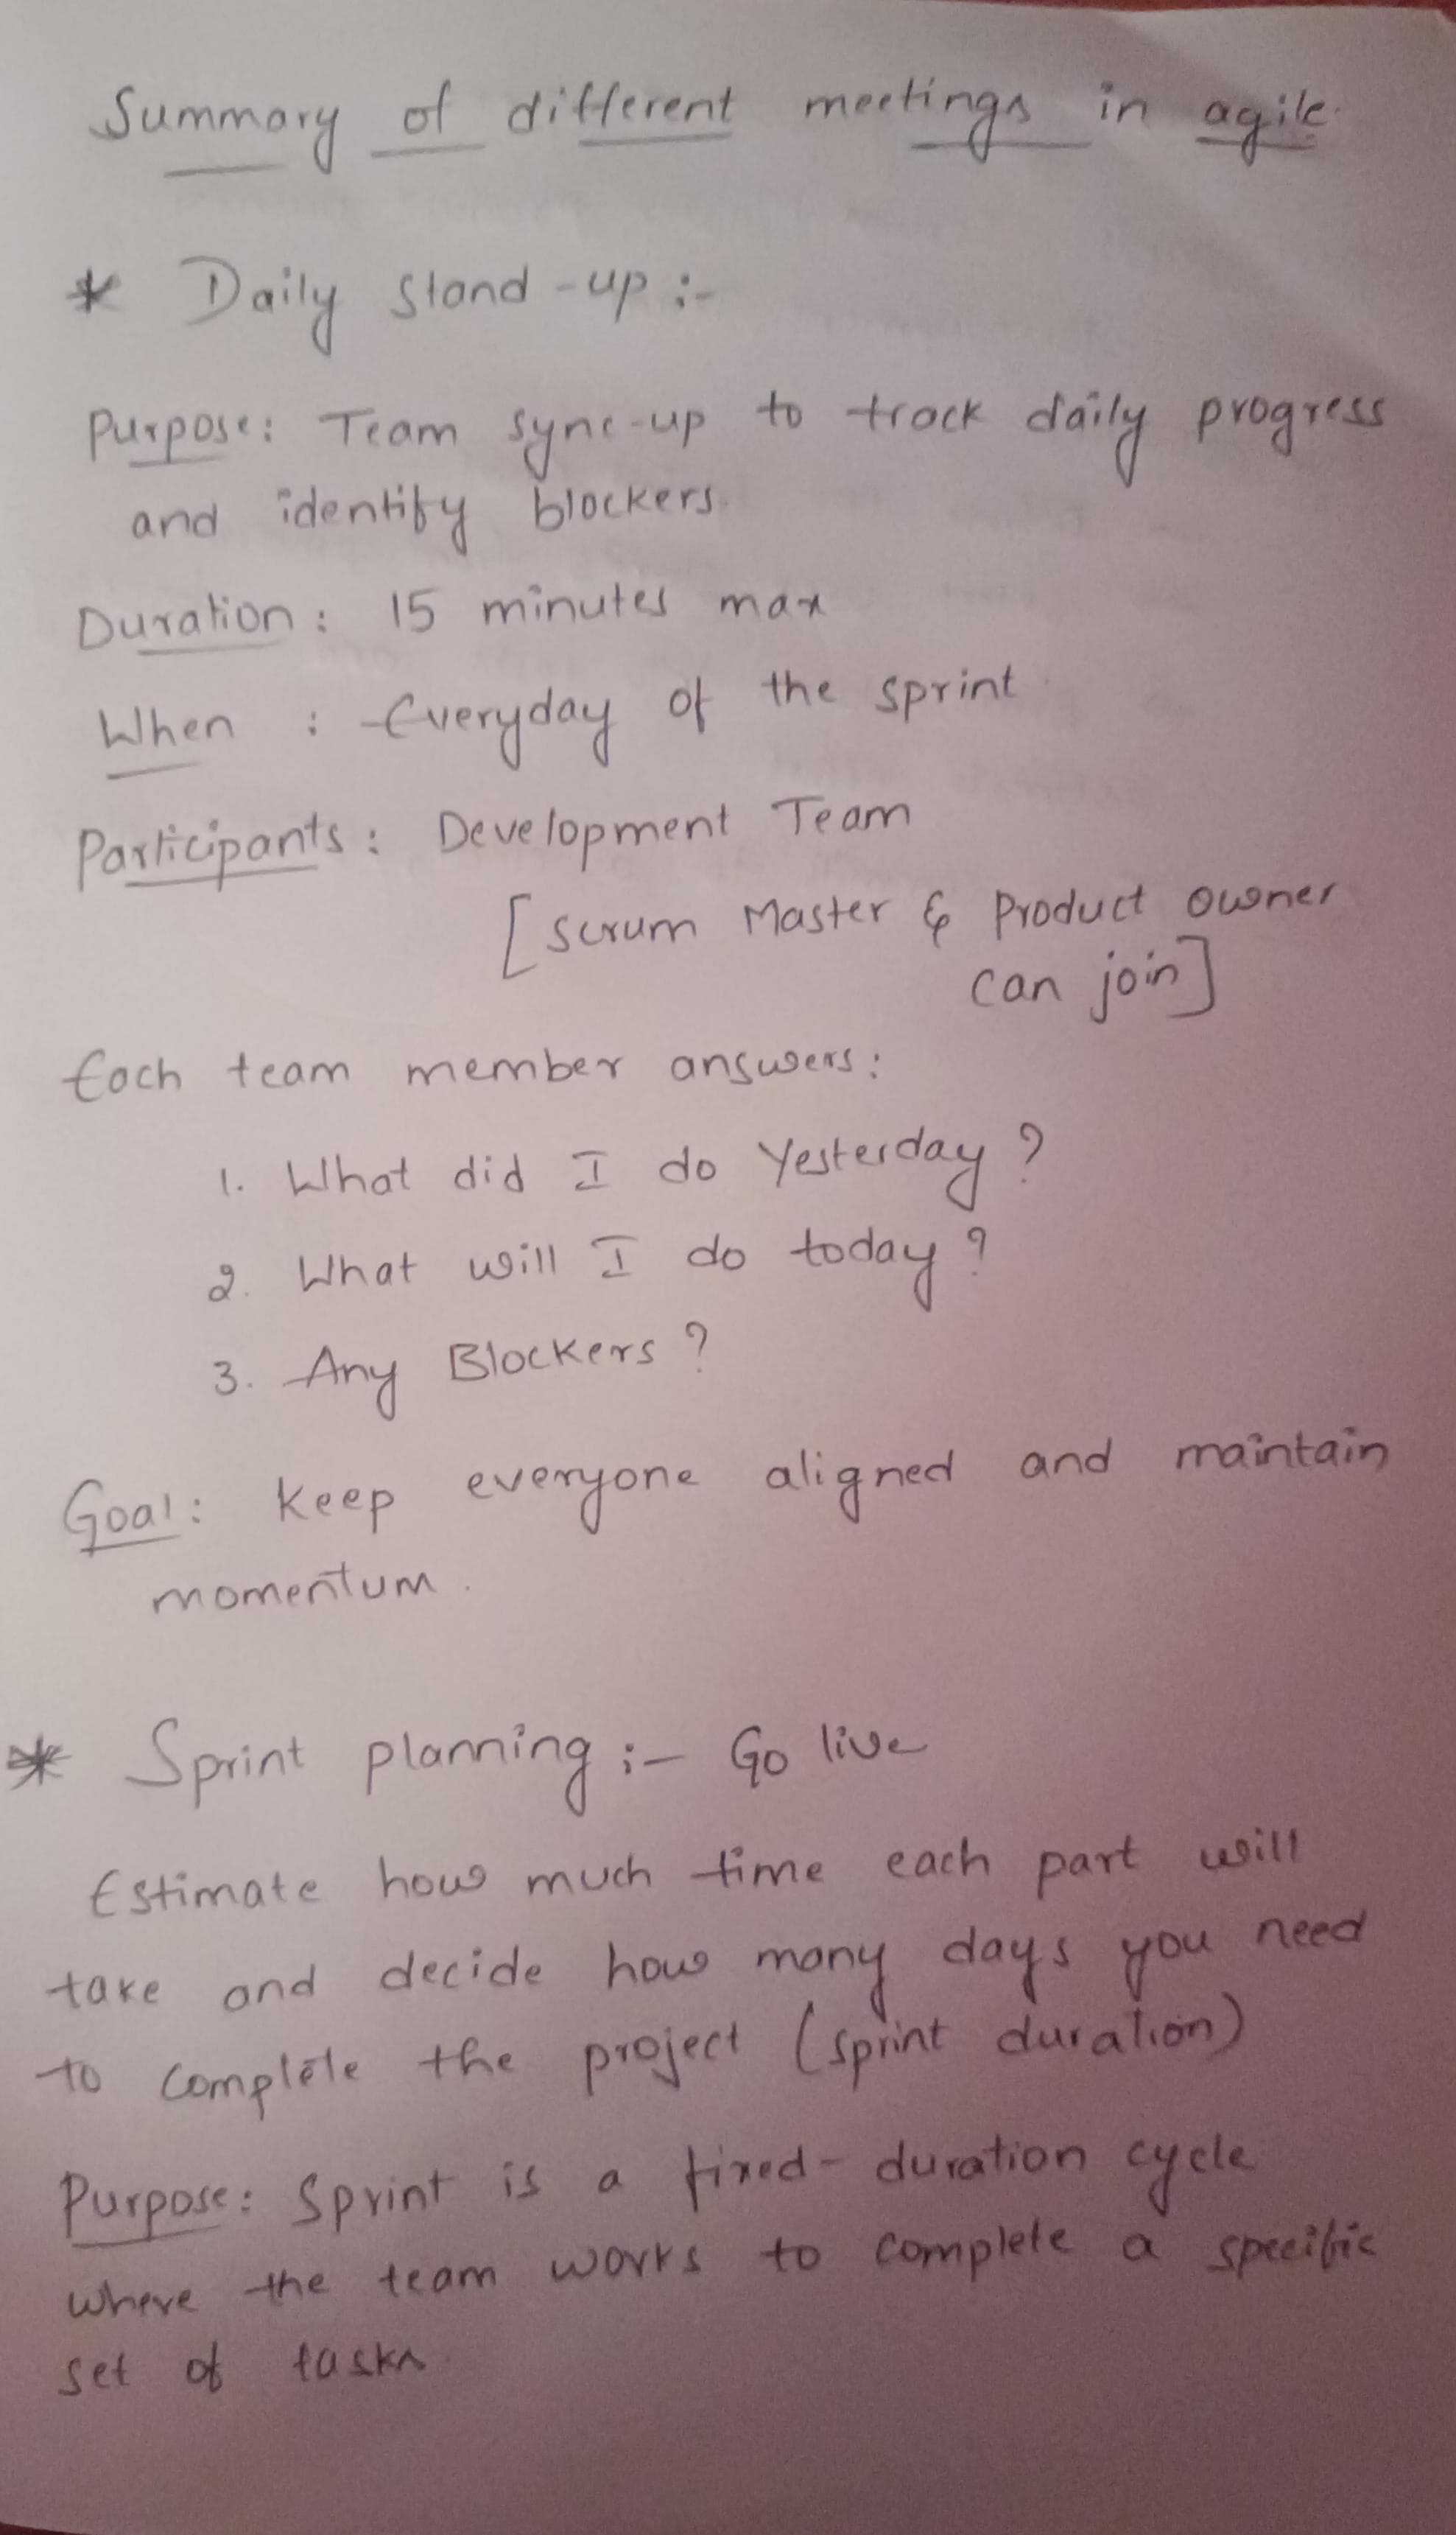 Summary of different meetings in agile.
* Daily stand-up :-
Purpose: Team sync-up to track daily progress
and identify blockers.
Duration: 15 minutes max
When : Everyday of the sprint
Participants: Development Team
[Scrum Master & Product owner
can join]
Each team member answers:
1. What did I do Yesterday?
2. What will I do today?
3. Any Blockers?
Goal: Keep everyone aligned and maintain
momentum.
* Sprint planning :- Go live
Estimate how much time each part will
take and decide how many days you need
to complete the project (sprint duration)
Purpose: Sprint is a fixed-duration cycle
where the team works to complete a specific
set of tasks